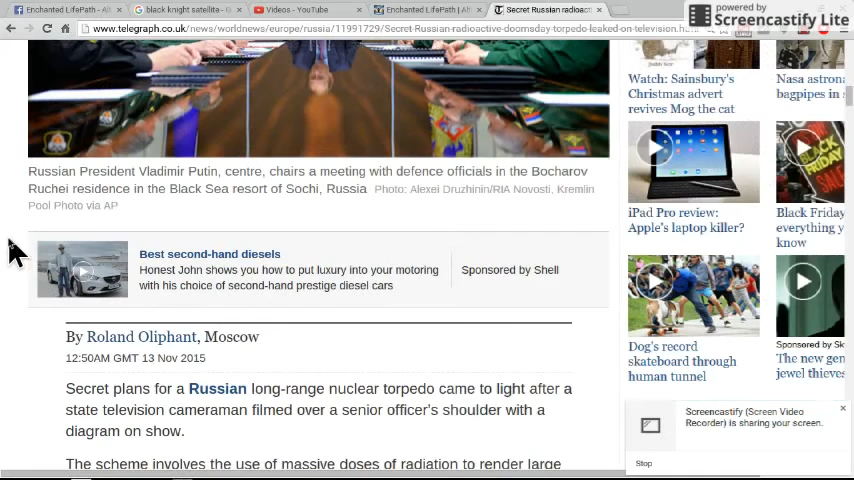 Enchanted LifePath - Alt
black knight satellite - G
Videos - YouTube
Enchanted LifePath | Alt
Secret Russian radioact
powered by
Screencastify Lite
www.telegraph.co.uk/news/worldnews/europe/russia/11991729/Secret-Russian-radioactive-doomsday-torpedo-leaked-on-television.html
Russian President Vladimir Putin, centre, chairs a meeting with defence officials in the Bocharov
Ruchei residence in the Black Sea resort of Sochi, Russia Photo: Alexei Druzhinin/RIA Novosti, Kremlin
Pool Photo via AP
Best second-hand diesels
Honest John shows you how to put luxury into your motoring
with his choice of second-hand prestige diesel cars
Sponsored by Shell
By Roland Oliphant, Moscow
12:50AM GMT 13 Nov 2015
Secret plans for a Russian long-range nuclear torpedo came to light after a
state television cameraman filmed over a senior officer's shoulder with a
diagram on show.
The scheme involves the use of massive doses of radiation to render large
Watch: Sainsbury's
Christmas advert
revives Mog the cat
Nasa astrona
bagpipes in
iPad Pro review:
Apple's laptop killer?
BLACK
FRIDAY
SALE
Black Friday
everything y
know
Dog's record
skateboard through
human tunnel
Sponsored by Sk
The new gen
jewel thieves
Screencastify (Screen Video
Recorder) is sharing your screen.
Stop